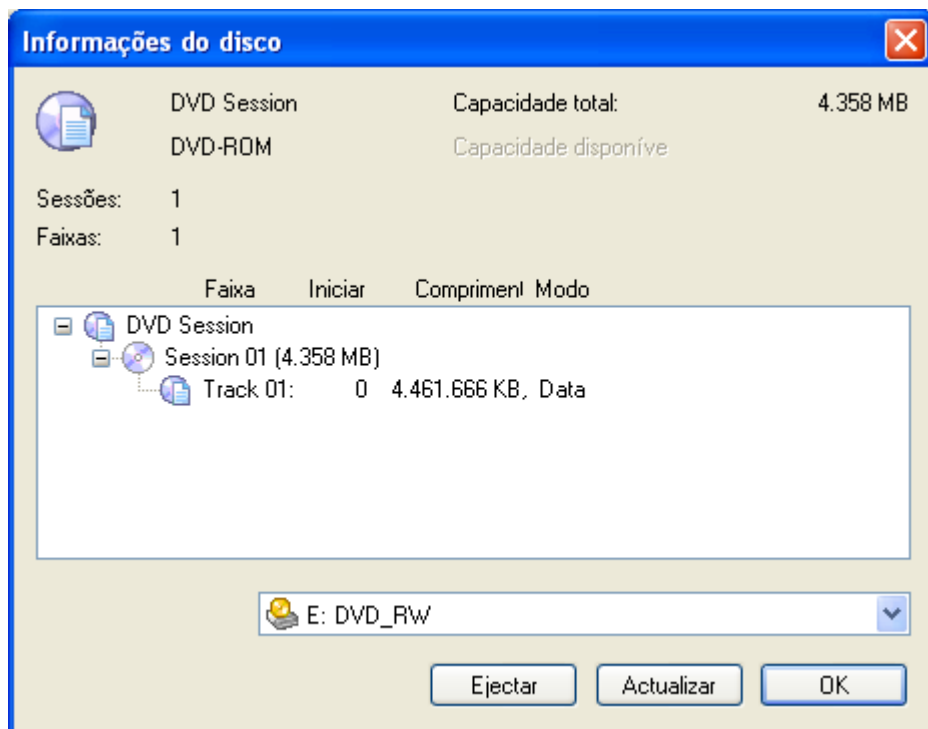 Informações do disco
DVD Session Capacidade total: 4.358 MB
DVD-ROM Capacidade disponíve
Sessões: 1
Faixas: 1
Faixa Iniciar Compriment Modo
DVD Session
Session 01 (4.358 MB)
Track 01: 0 4.461.666 KB, Data
E: DVD_RW
Ejectar Actualizar OK